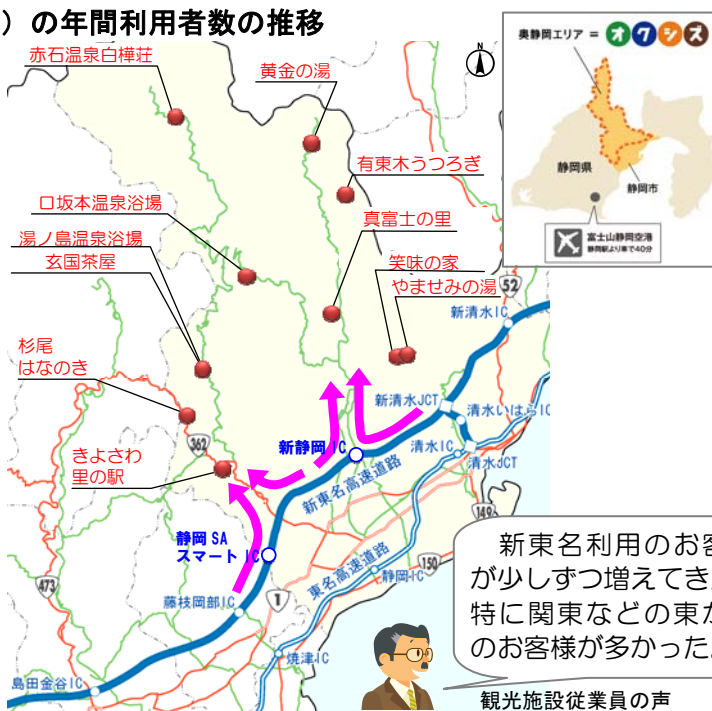 ）の年間利用者数の推移
赤石温泉白樺荘
黄金の湯
有東木うつろぎ
口坂本温泉浴場
真富士の里
湯ノ島温泉浴場
玄国茶屋
笑味の家
やませみの湯
杉尾
はなのき
きよさわ
里の駅
N
奥静岡エリア = オクシズ
静岡県
静岡市
富士山静岡空港
静岡駅より車で40分
52
新清水IC
新清水JCT
清水いはらIC
清水IC
清水JCT
新静岡IC
新東名高速道路
362
静岡SA
スマートIC
東名高速道路
静岡IC
149
150
473
藤枝岡部IC
1
焼津IC
島田金谷IC
新東名利用のお客
が少しずつ増えてき
特に関東などの東か
のお客様が多かった
観光施設従業員の声